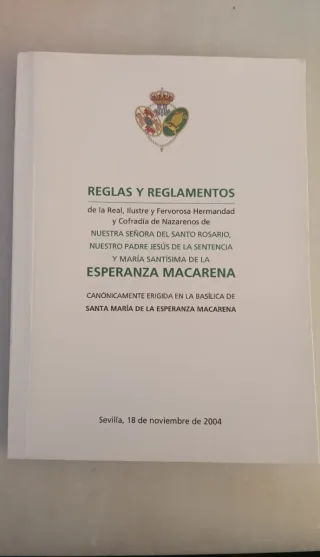 REGLAS Y REGLAMENTOS
de la Real, Ilustre y Fervorosa Hermandad
y Cofradía de Nazarenos de
NUESTRA SEÑORA DEL SANTO ROSARIO,
NUESTRO PADRE JESÚS DE LA SENTENCIA
Y MARÍA SANTÍSIMA DE LA
ESPERANZA MACARENA
CANÓNICAMENTE ERIGIDA EN LA BASÍLICA DE
SANTA MARÍA DE LA ESPERANZA MACARENA
Sevilla, 18 de noviembre de 2004